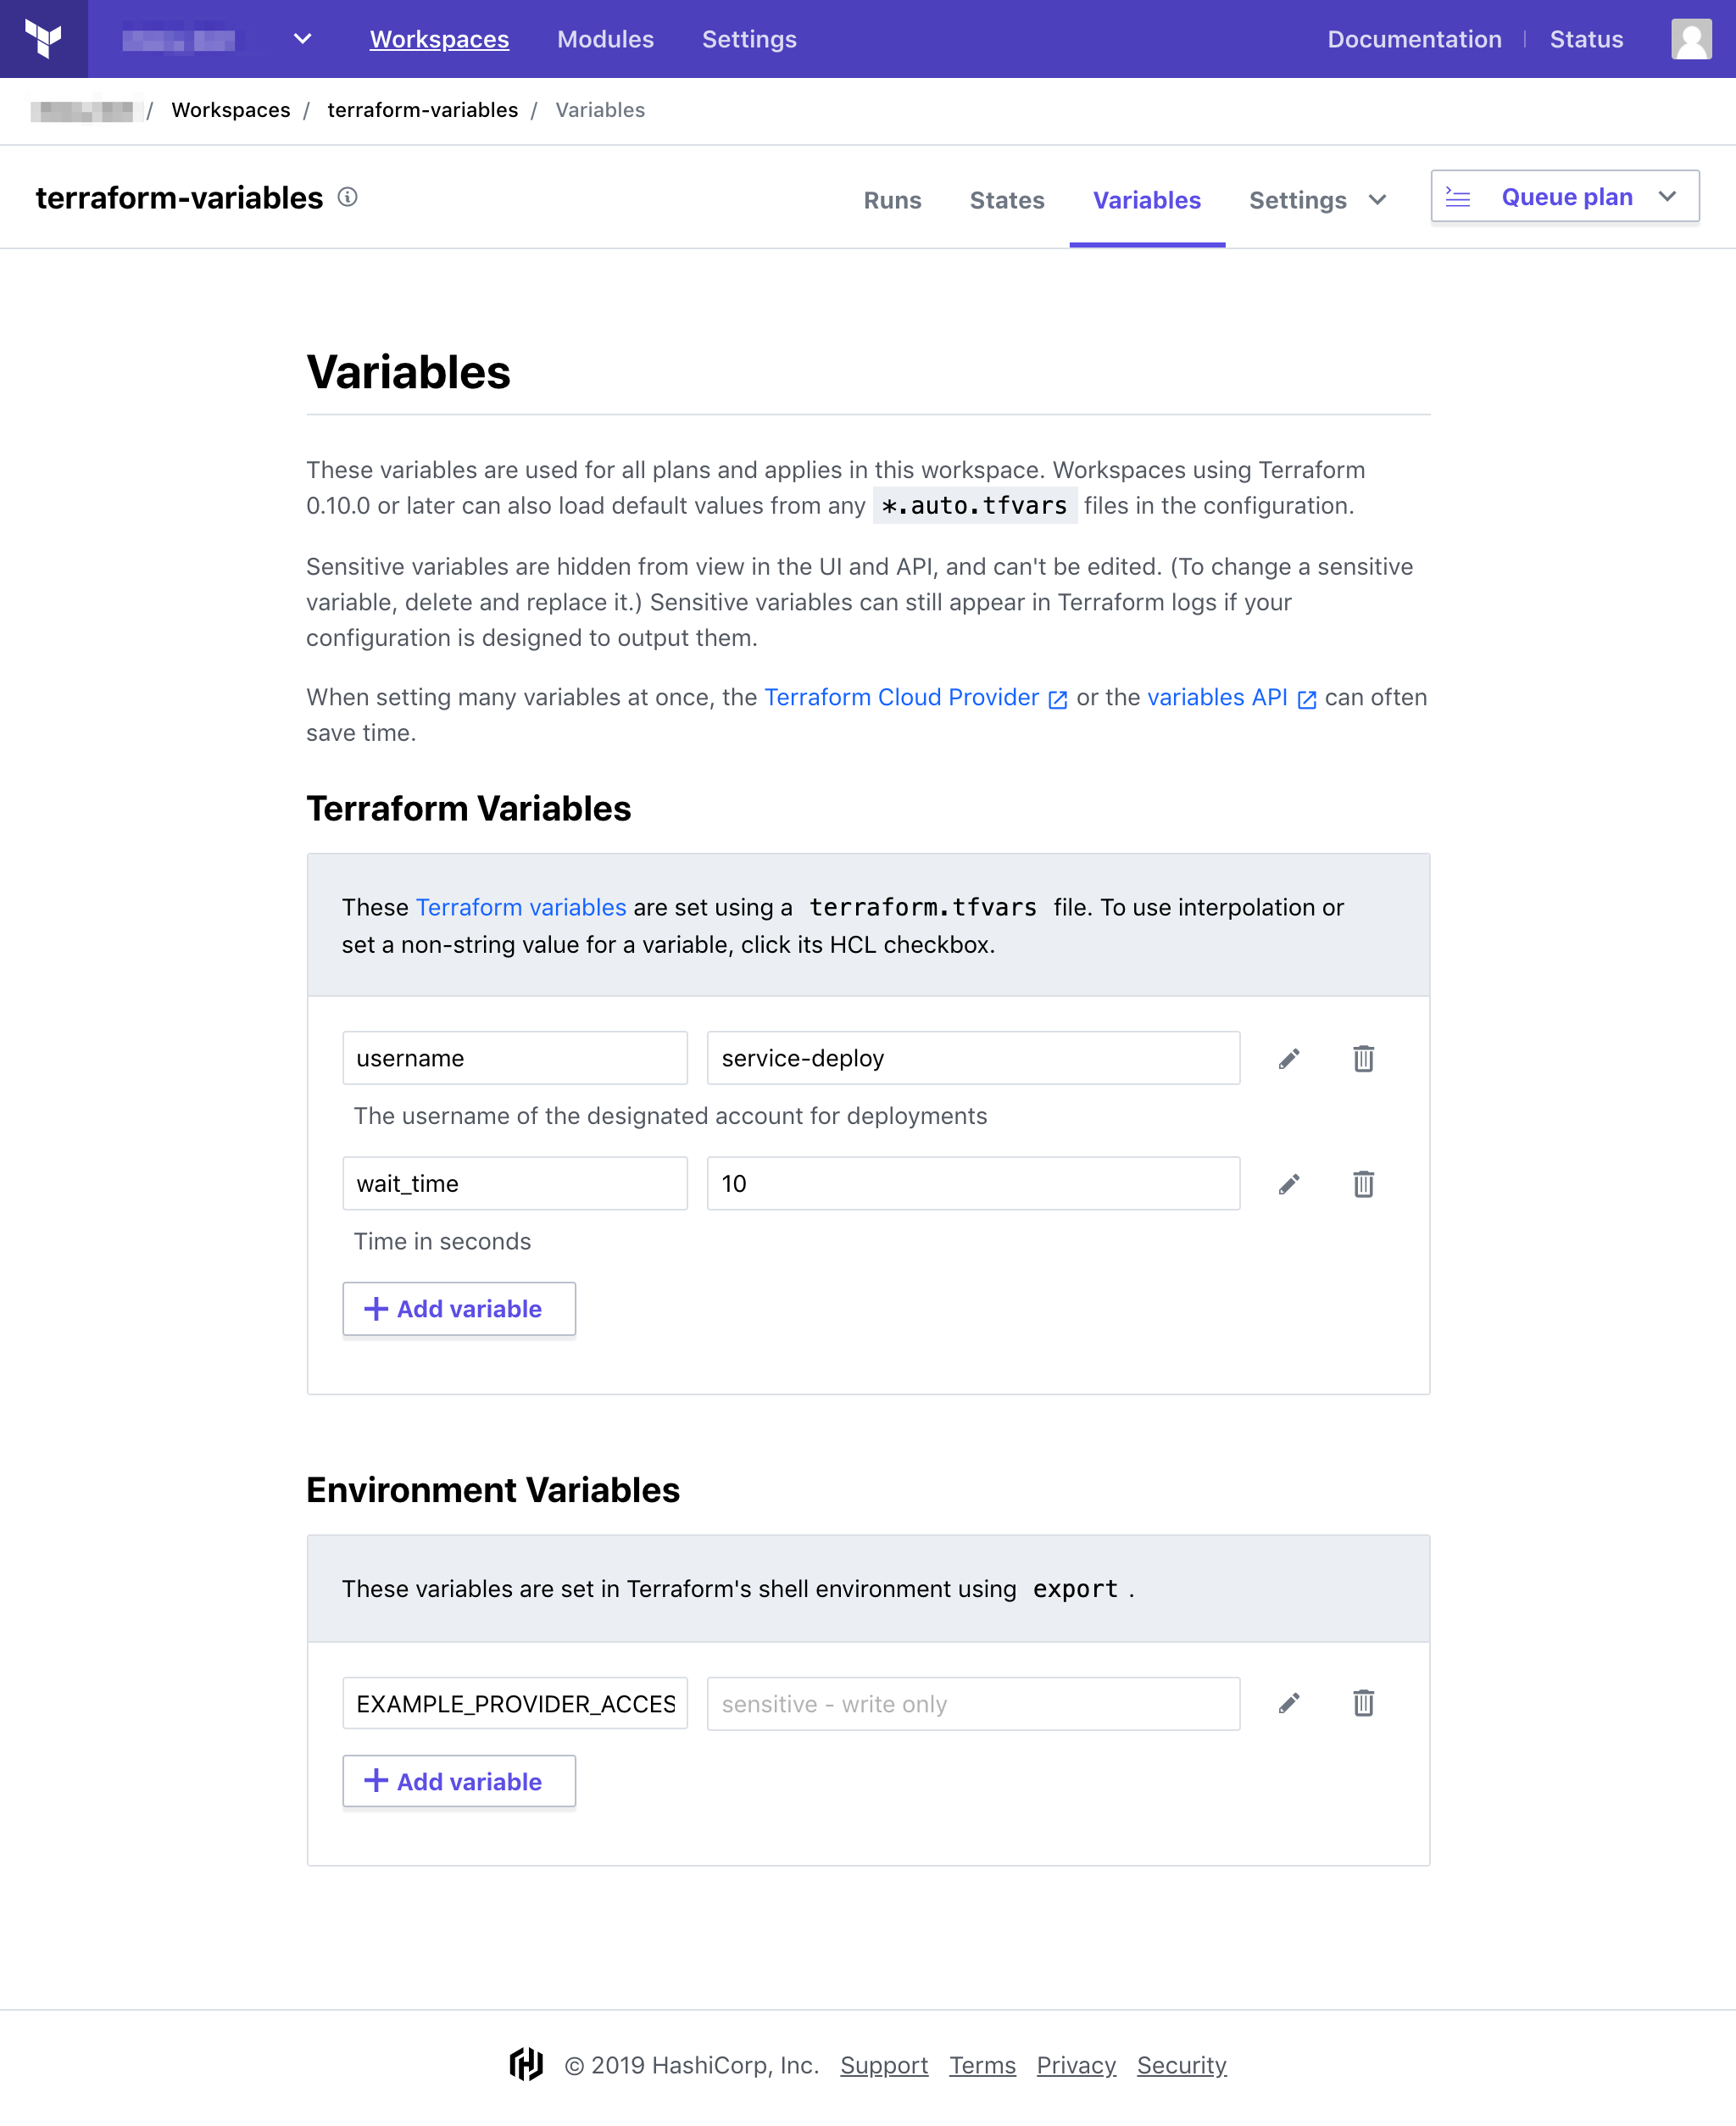 Workspaces Modules Settings Documentation | Status
/ Workspaces / terraform-variables / Variables
terraform-variables Runs States Variables Settings Queue plan
Variables
These variables are used for all plans and applies in this workspace. Workspaces using Terraform
0.10.0 or later can also load default values from any *.auto.tfvars files in the configuration.
Sensitive variables are hidden from view in the UI and API, and can't be edited. (To change a sensitive
variable, delete and replace it.) Sensitive variables can still appear in Terraform logs if your
configuration is designed to output them.
When setting many variables at once, the Terraform Cloud Provider or the variables API can often
save time.
Terraform Variables
These Terraform variables are set using a terraform.tfvars file. To use interpolation or
set a non-string value for a variable, click its HCL checkbox.
username service-deploy
The username of the designated account for deployments
wait_time 10
Time in seconds
+ Add variable
Environment Variables
These variables are set in Terraform's shell environment using export .
EXAMPLE_PROVIDER_ACCES sensitive - write only
+ Add variable
© 2019 HashiCorp, Inc. Support Terms Privacy Security